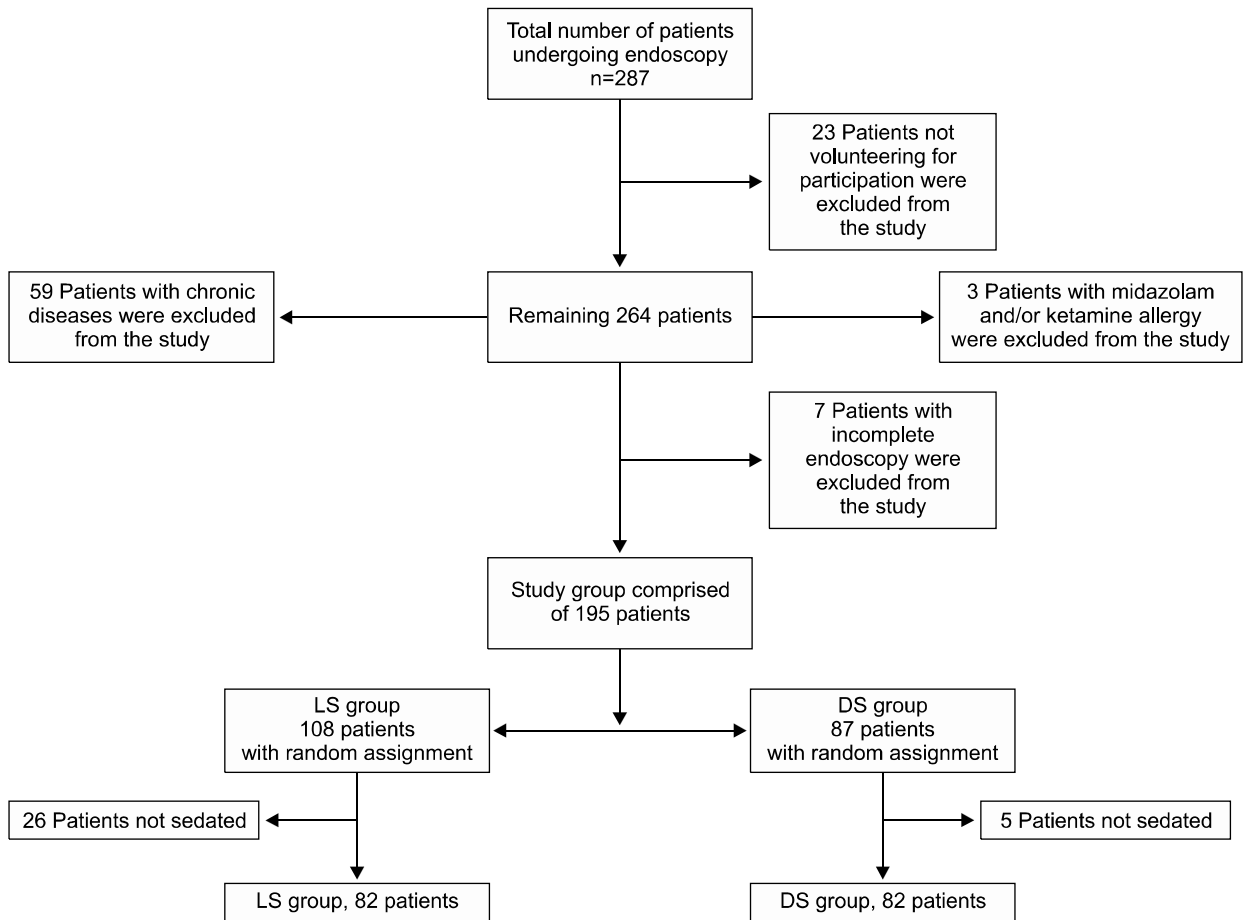 Total number of patients
undergoing endoscopy
n=287
23 Patients not
volunteering for
participation were
excluded from
the study
59 Patients with chronic
diseases were excluded
from the study
Remaining 264 patients
3 Patients with midazolam
and/or ketamine allergy
were excluded from the study
7 Patients with
incomplete
endoscopy were
excluded from
the study
Study group comprised
of 195 patients
LS group
108 patients
with random assignment
DS group
87 patients
with random assignment
26 Patients not sedated
5 Patients not sedated
LS group, 82 patients
DS group, 82 patients